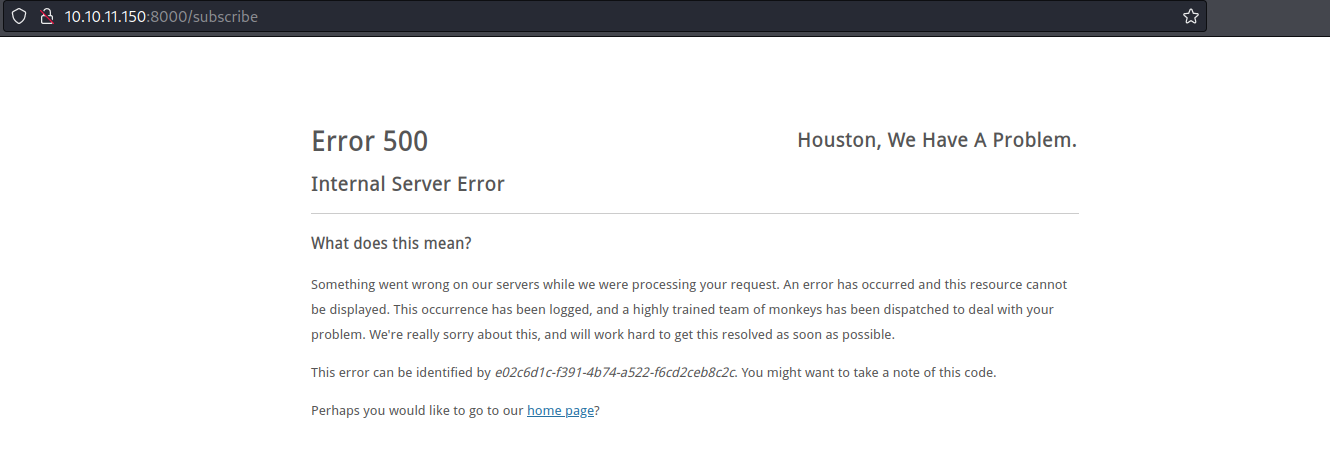 10.10.11.150:8000/subscribe
Error 500
Houston, We Have A Problem.
Internal Server Error
What does this mean?
Something went wrong on our servers while we were processing your request. An error has occurred and this resource cannot
be displayed. This occurrence has been logged, and a highly trained team of monkeys has been dispatched to deal with your
problem. We're really sorry about this, and will work hard to get this resolved as soon as possible.
This error can be identified by e02c6d1c-f391-4b74-a522-f6cd2ceb8c2c. You might want to take a note of this code.
Perhaps you would like to go to our home page?